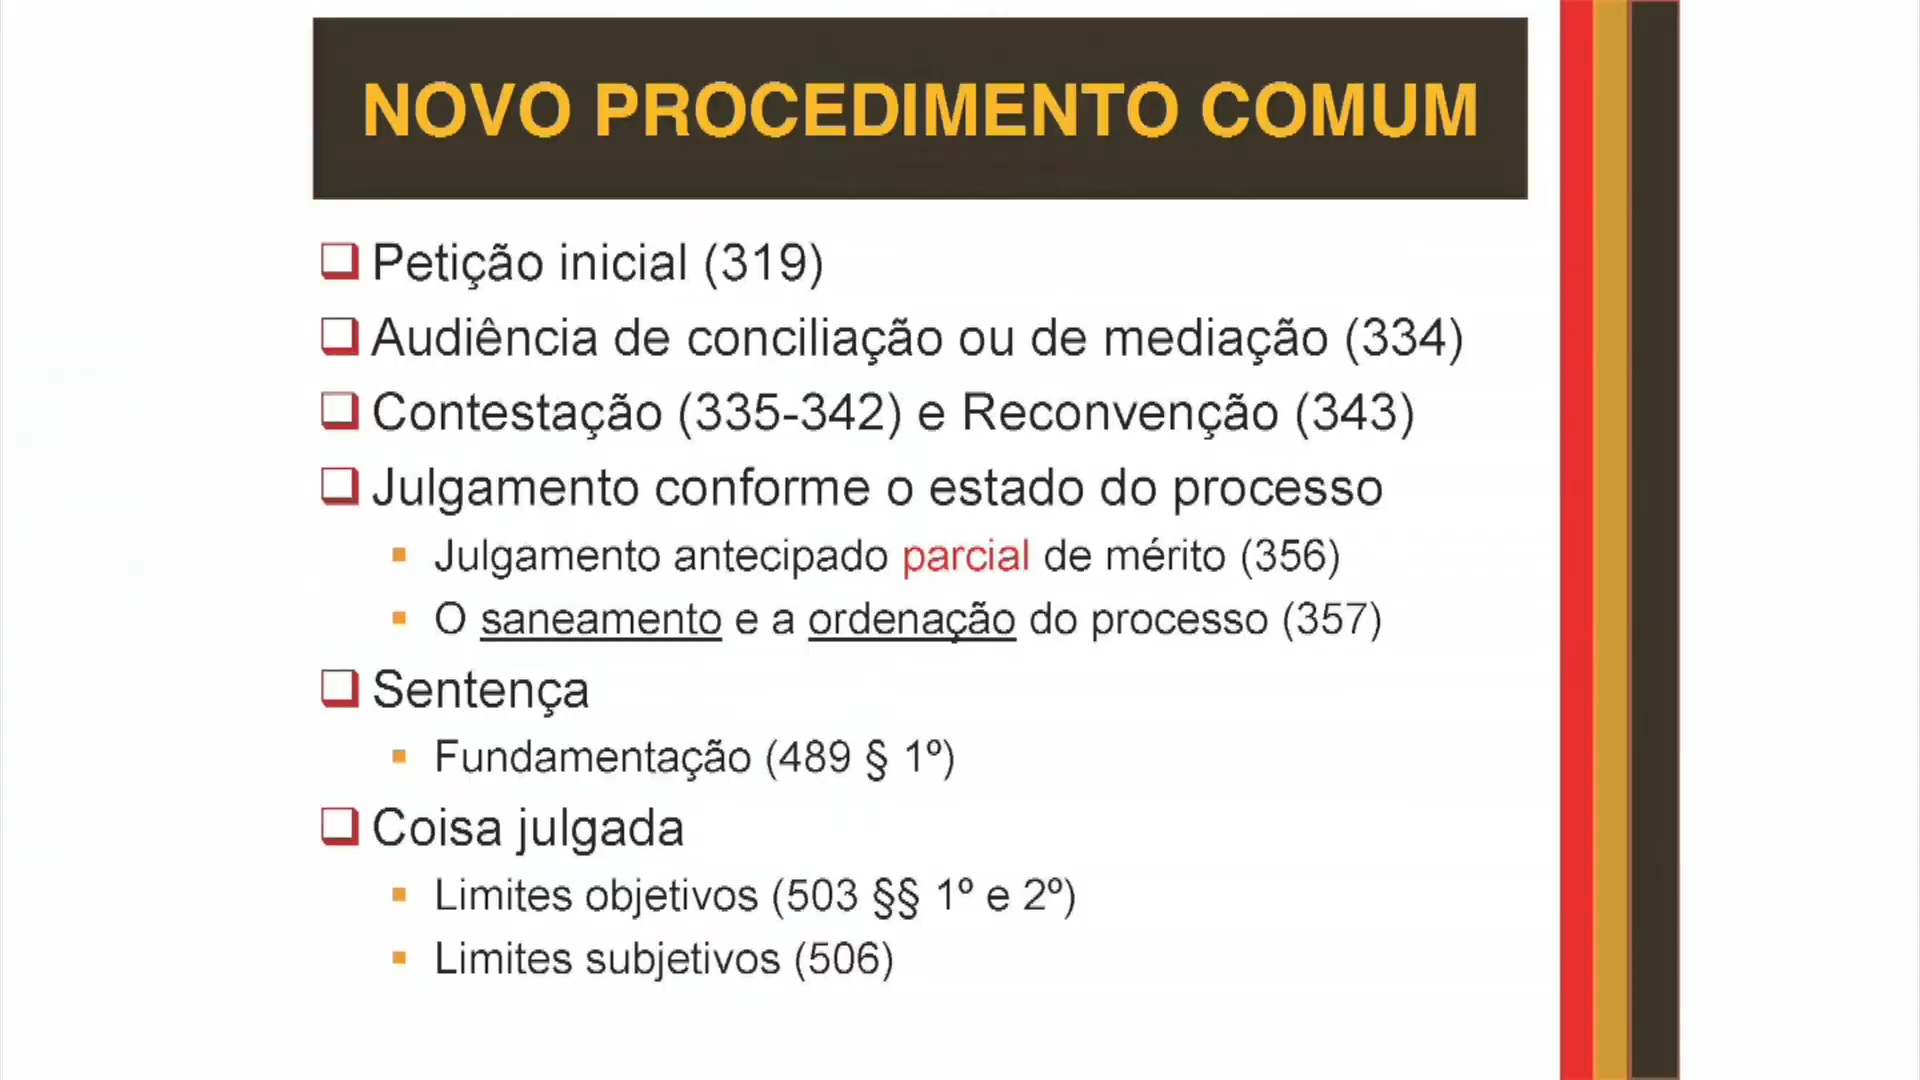 NOVO PROCEDIMENTO COMUM
Petição inicial (319)
Audiência de conciliação ou de mediação (334)
Contestação (335-342) e Reconvenção (343)
Julgamento conforme o estado do processo
Julgamento antecipado parcial de mérito (356)
O saneamento e a ordenação do processo (357)
Sentença
Fundamentação (489 § 1º)
Coisa julgada
Limites objetivos (503 §§ 1º e 2º)
Limites subjetivos (506)